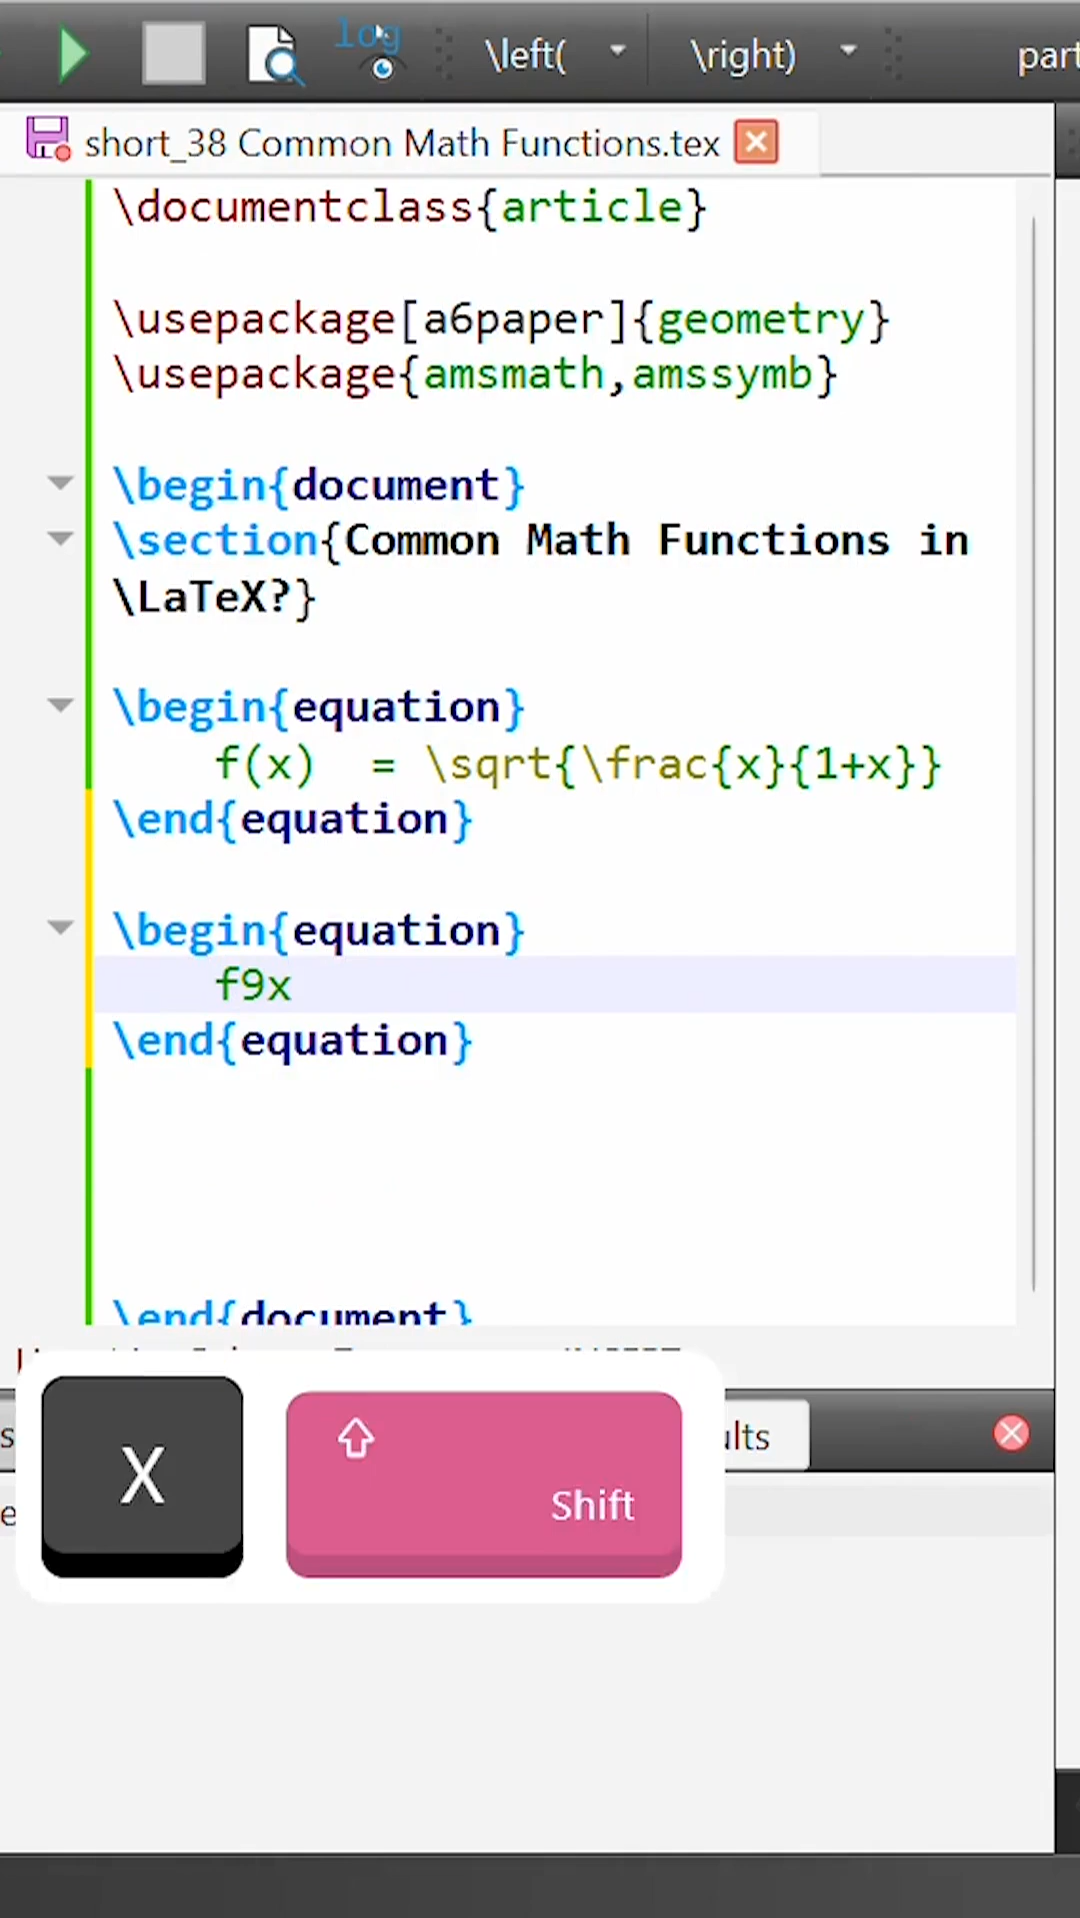 log \left( \right) part
short_38 Common Math Functions.tex
\documentclass{article}
\usepackage[a6paper]{geometry}
\usepackage{amsmath,amssymb}
\begin{document}
\section{Common Math Functions in
\LaTeX?}
\begin{equation}
f(x) = \sqrt{\frac{x}{1+x}}
\end{equation}
\begin{equation}
f9x
\end{equation}
\end{document}
X
Shift